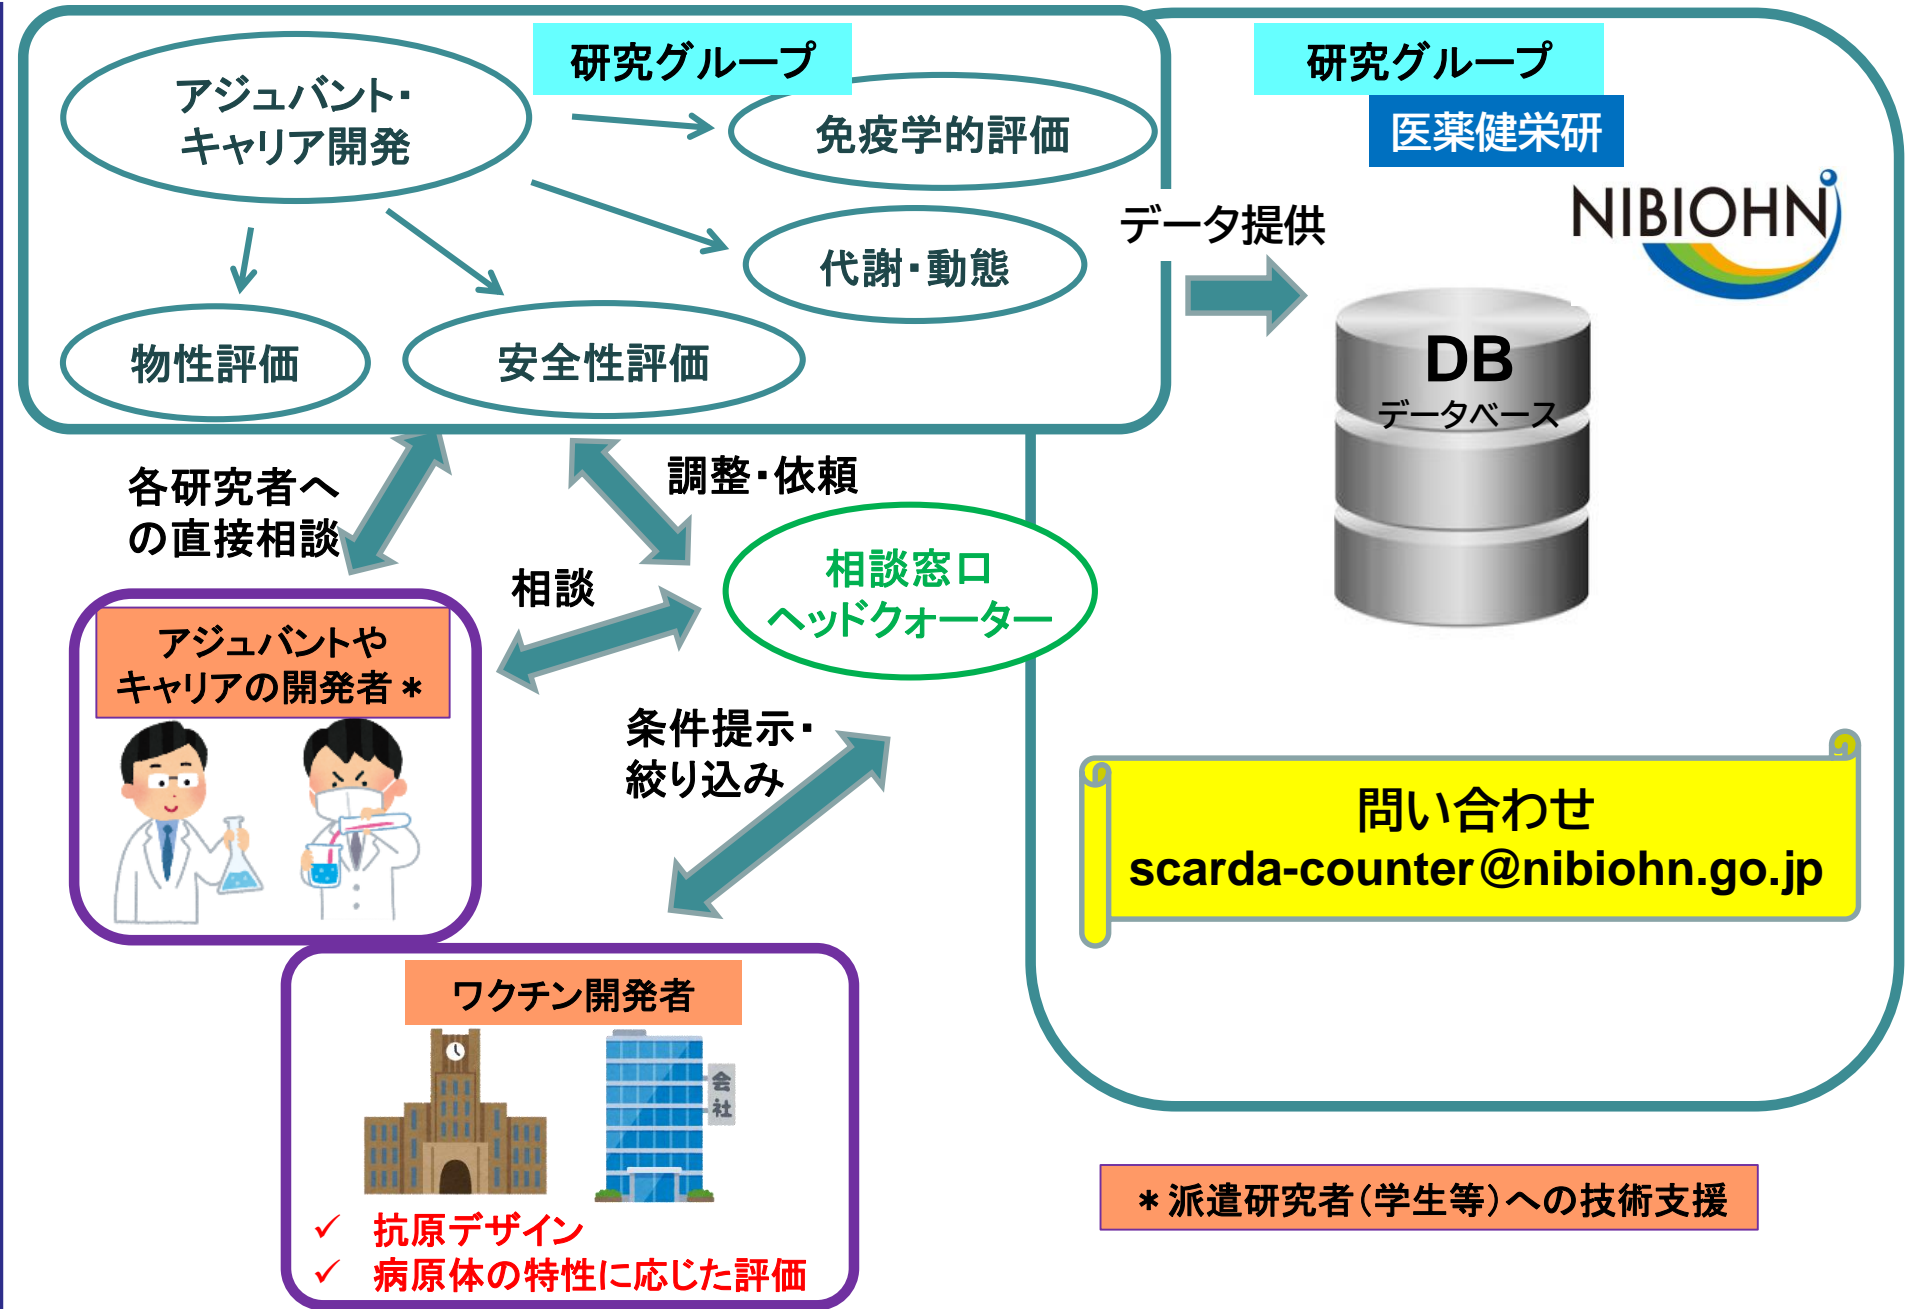 研究グループ
アジュバント・
キャリア開発
免疫学的評価
代謝・動態
物性評価
安全性評価
データ提供
研究グループ
医薬健栄研
NIBIOHN
DB
データベース
各研究者へ
の直接相談
調整・依頼
相談
相談窓口
ヘッドクォーター
アジュバントや
キャリアの開発者＊
条件提示・
絞り込み
問い合わせ
scarda-counter@nibiohn.go.jp
ワクチン開発者
会
社
✓ 抗原デザイン
✓ 病原体の特性に応じた評価
＊派遣研究者（学生等）への技術支援